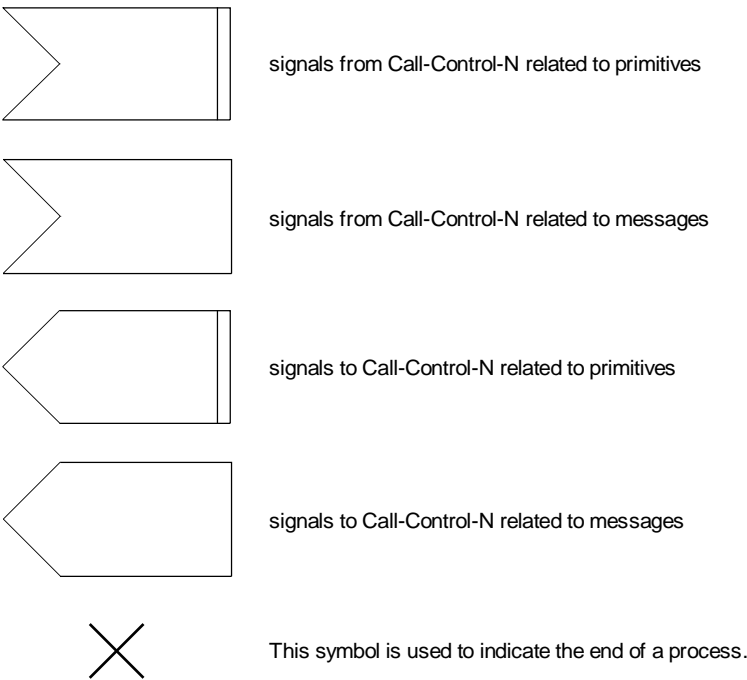 signals from Call-Control-N related to primitives
signals from Call-Control-N related to messages
signals to Call-Control-N related to primitives
signals to Call-Control-N related to messages
This symbol is used to indicate the end of a process.